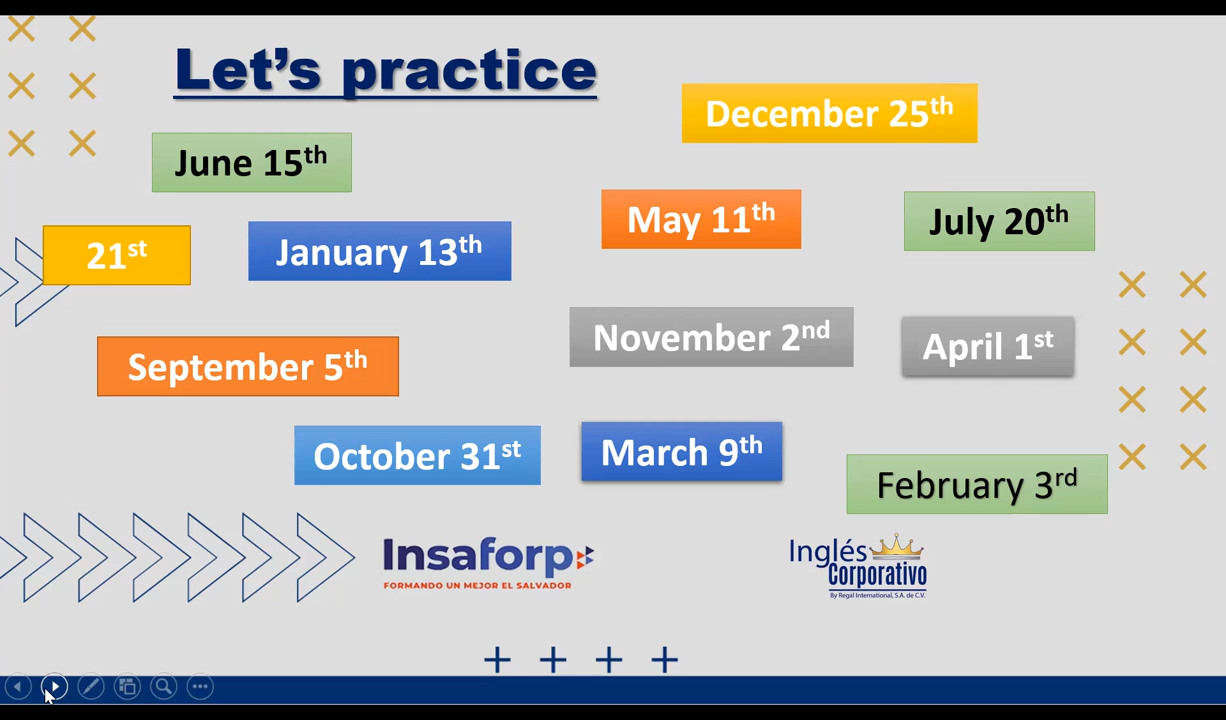 Let's practice
December 25th
June 15th
May 11th
July 20th
21st
January 13th
November 2nd
April 1st
September 5th
October 31st
March 9th
February 3rd
Insaforp
FORMANDO UN MEJOR EL SALVADOR
Inglés
Corporativo
By Regal International, S.A. de C.V.